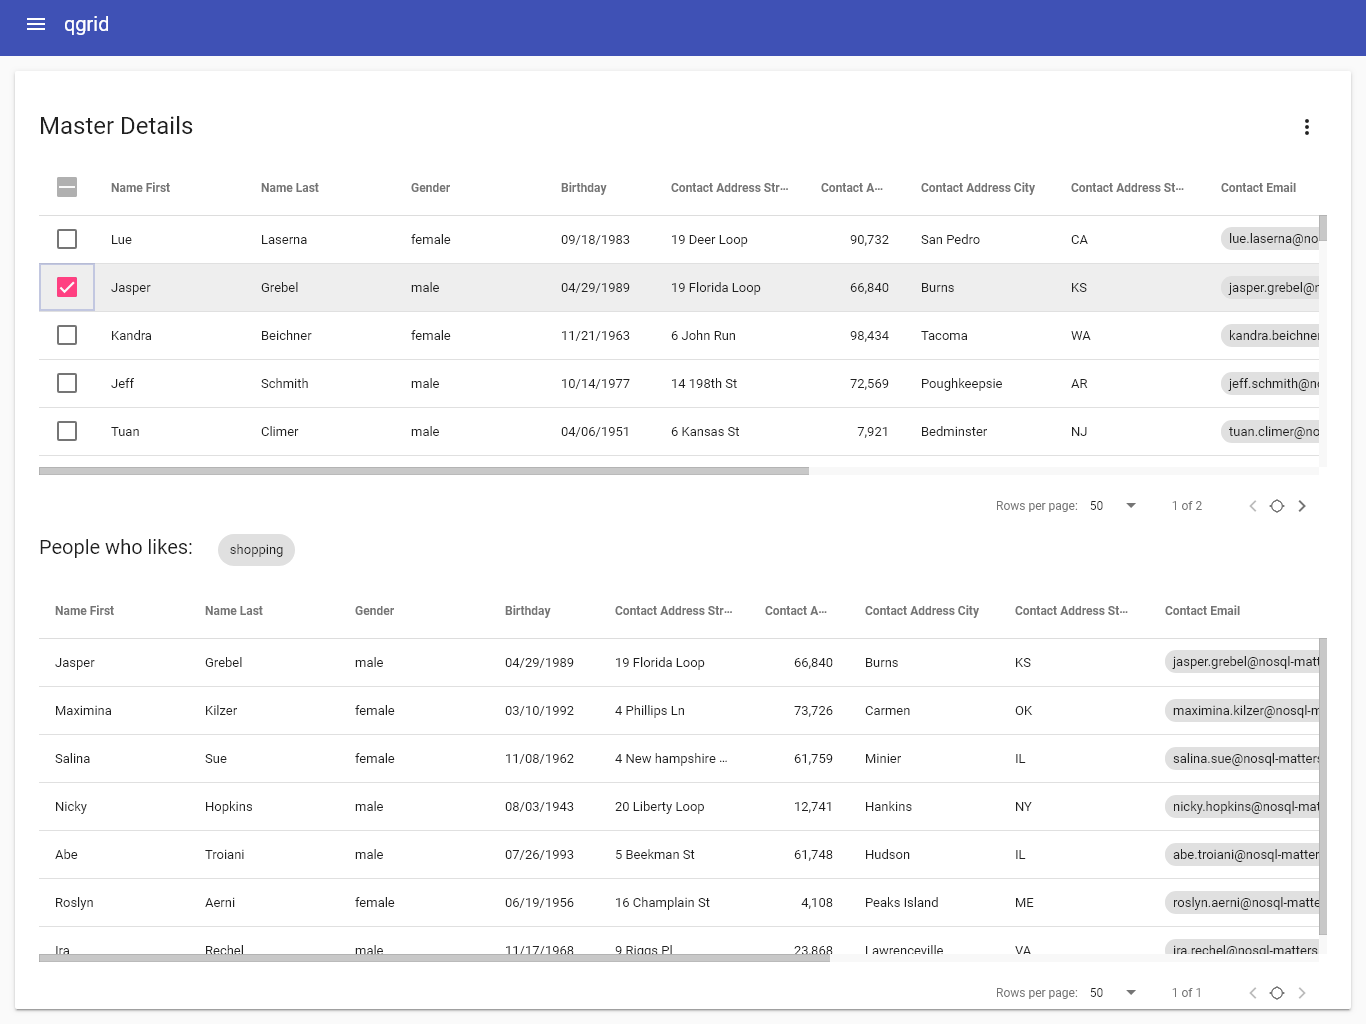 qgrid
Master Details
Name First Name Last Gender Birthday Contact Address Str... Contact A... Contact Address City Contact Address St... Contact Email
Lue Laserna female 09/18/1983 19 Deer Loop 90,732 San Pedro CA lue.laserna@no
Jasper Grebel male 04/29/1989 19 Florida Loop 66,840 Burns KS jasper.grebel@n
Kandra Beichner female 11/21/1963 6 John Run 98,434 Tacoma WA kandra.beichner
Jeff Schmith male 10/14/1977 14 198th St 72,569 Poughkeepsie AR jeff.schmith@no
Tuan Climer male 04/06/1951 6 Kansas St 7,921 Bedminster NJ tuan.climer@no
Rows per page: 50 1 of 2
People who likes: shopping
Name First Name Last Gender Birthday Contact Address Str... Contact A... Contact Address City Contact Address St... Contact Email
Jasper Grebel male 04/29/1989 19 Florida Loop 66,840 Burns KS jasper.grebel@nosql-matt
Maximina Kilzer female 03/10/1992 4 Phillips Ln 73,726 Carmen OK maximina.kilzer@nosql-m
Salina Sue female 11/08/1962 4 New hampshire ... 61,759 Minier IL salina.sue@nosql-matters
Nicky Hopkins male 08/03/1943 20 Liberty Loop 12,741 Hankins NY nicky.hopkins@nosql-mat
Abe Troiani male 07/26/1993 5 Beekman St 61,748 Hudson IL abe.troiani@nosql-matter
Roslyn Aerni female 06/19/1956 16 Champlain St 4,108 Peaks Island ME roslyn.aerni@nosql-matte
Ira Rechel male 11/17/1968 9 Riggs Pl 23,868 Lawrenceville VA ira.rechel@nosql-matters
Rows per page: 50 1 of 1